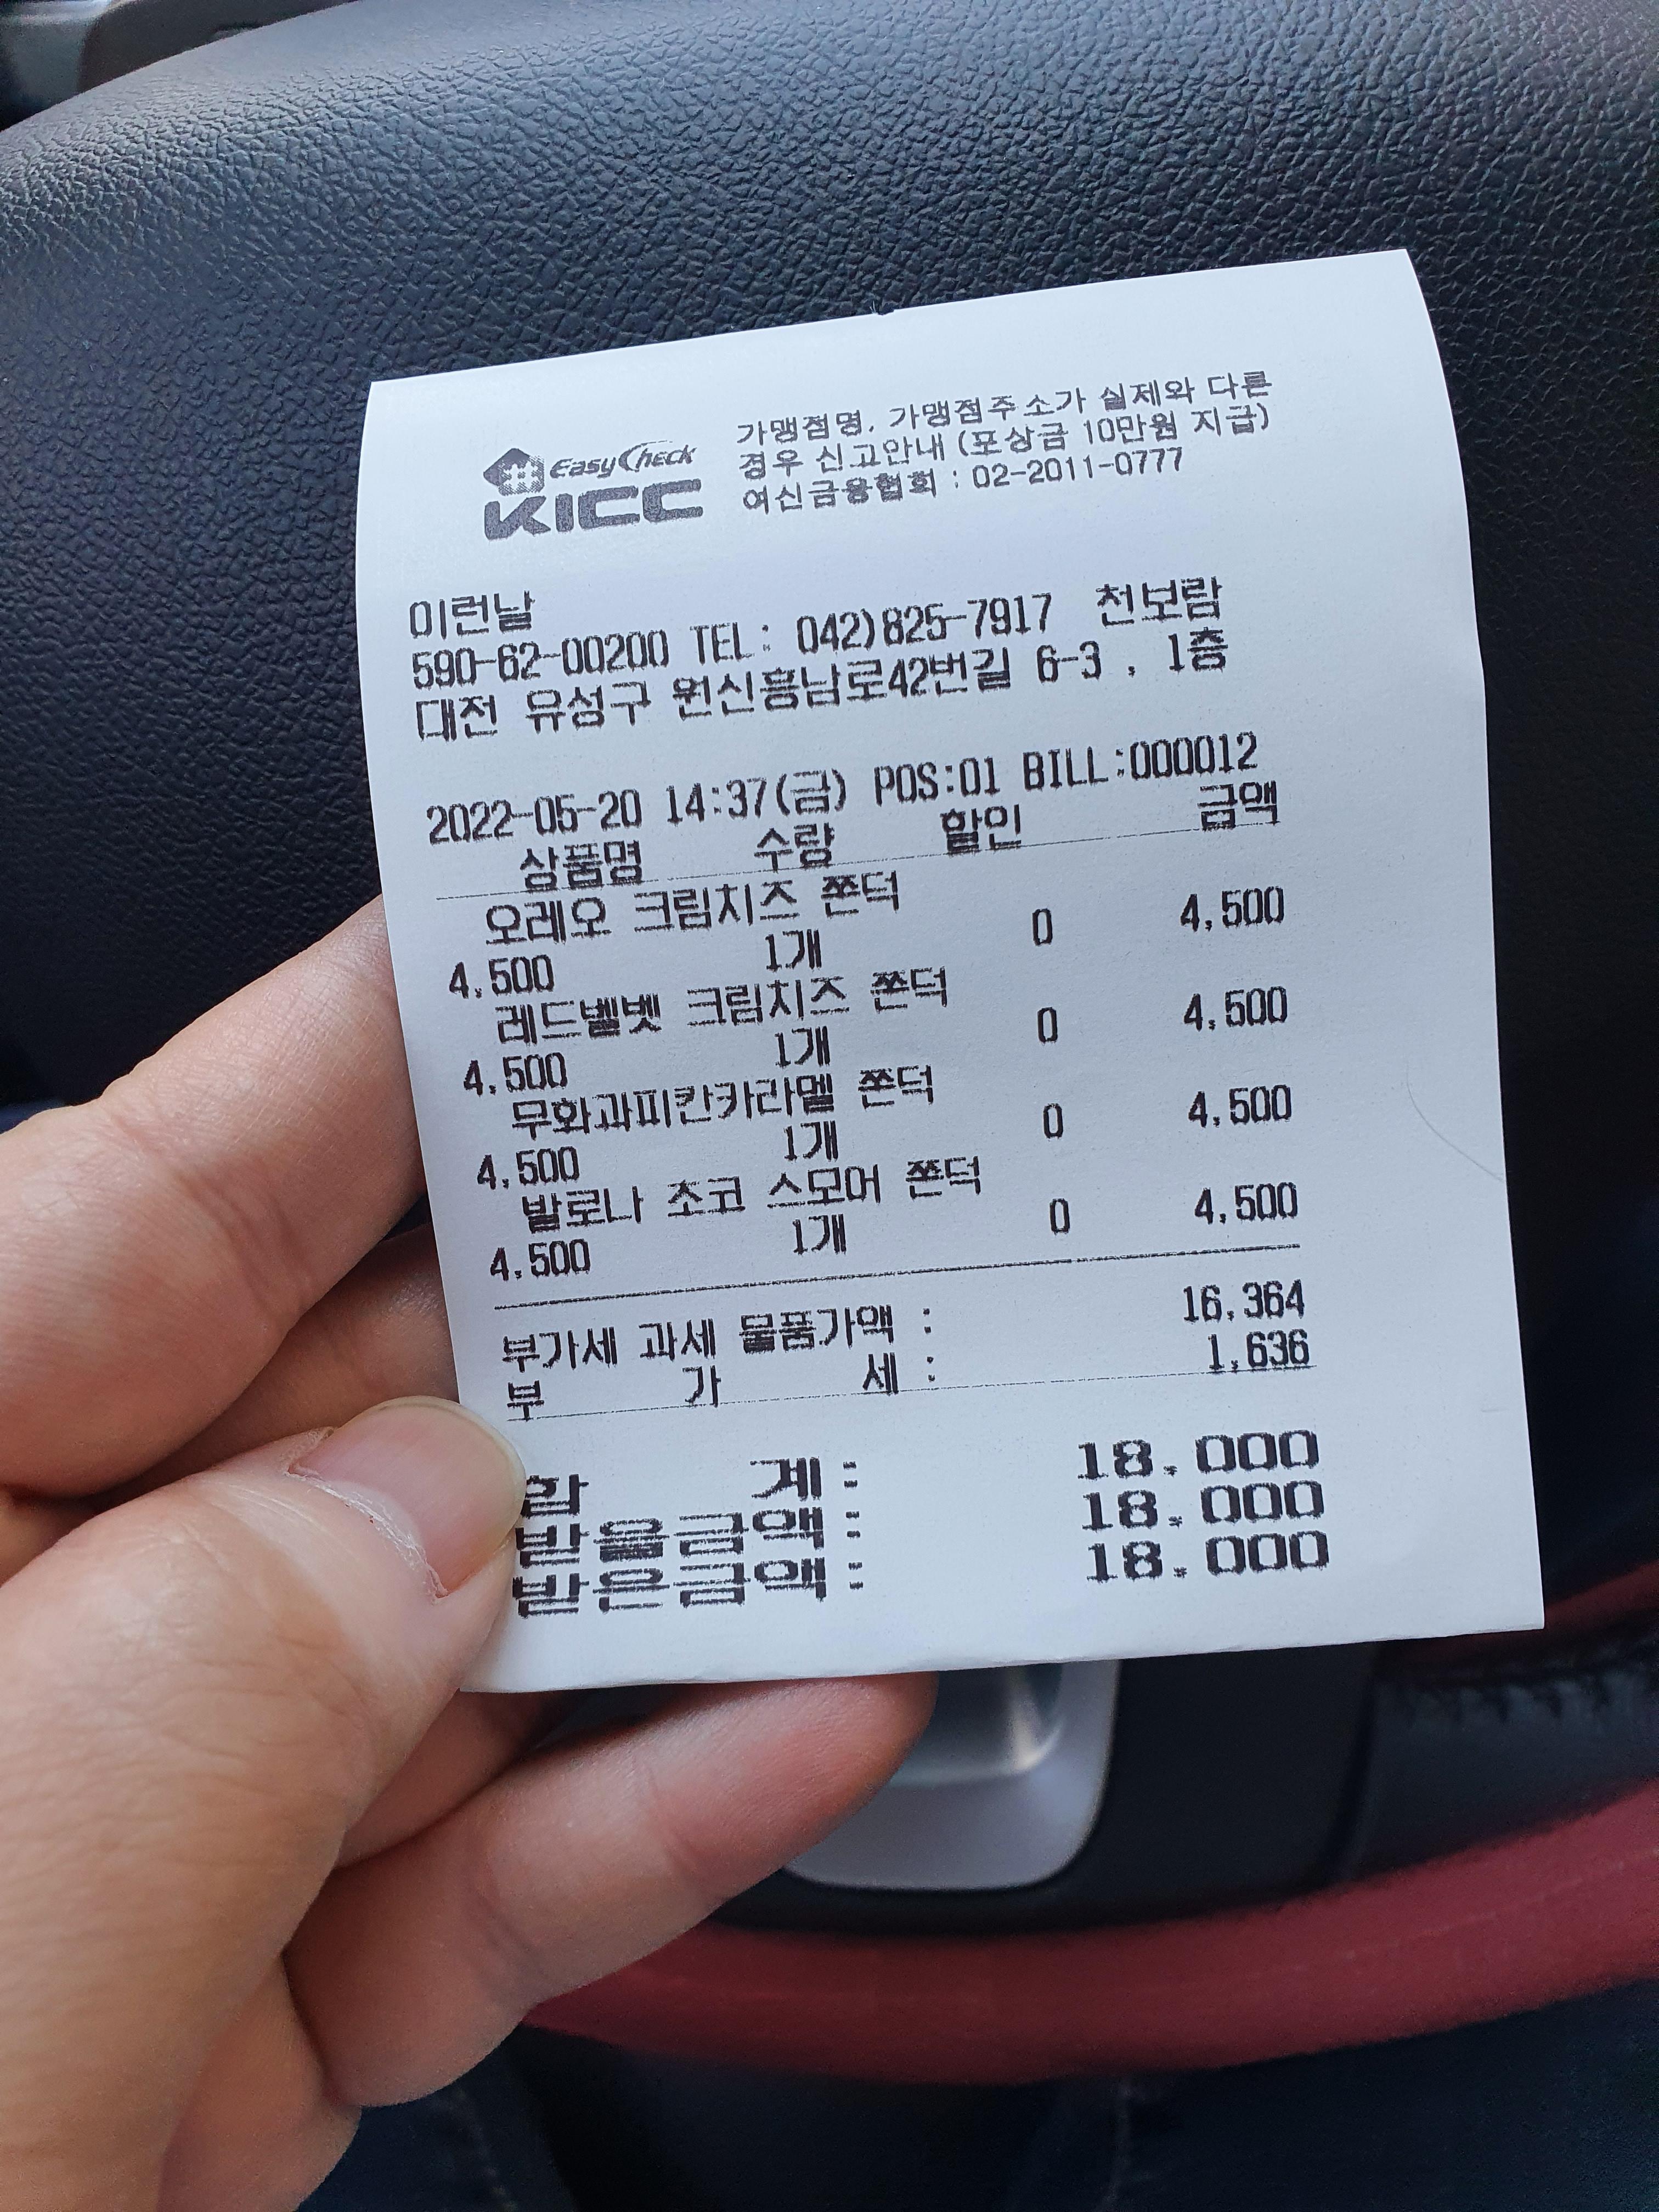 EasyCheck
KICC
가맹점명, 가맹점주소가 실제와 다른
경우 신고안내 (포상금 10만원 지급)
여신금융협회 : 02-2011-0777
이런날
590-62-00200 TEL: 042)825-7917 천보람
대전 유성구 원신흥남로42번길 6-3 , 1층
2022-05-20 14:37(금) POS:01 BILL:000012
상품명 수량 할인 금액
오레오 크림치즈 쫀덕
4,500 1개 0 4,500
레드벨벳 크림치즈 쫀덕
4,500 1개 0 4,500
무화과피칸카라멜 쫀덕
4,500 1개 0 4,500
발로나 초코 스모어 쫀덕
4,500 1개 0 4,500
부가세 과세 물품가액 : 16,364
부 가 세 : 1,636
합 계: 18,000
받을금액: 18,000
받은금액: 18,000